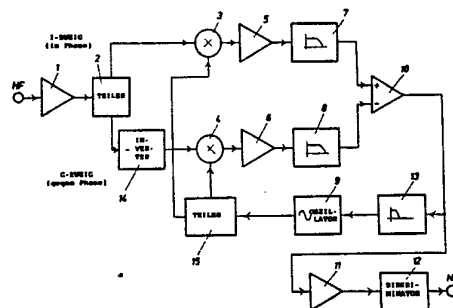 3
5
7
I-ZWEIG
(in Phase)
2
1
10
HF
TEILER
+
-
4
6
8
- IN-
VER-
TER
G-ZWEIG
(gegen Phase)
14
9
13
TEILER
OSZIL-
LATOR
15
11
12
DISKRI-
MINATOR